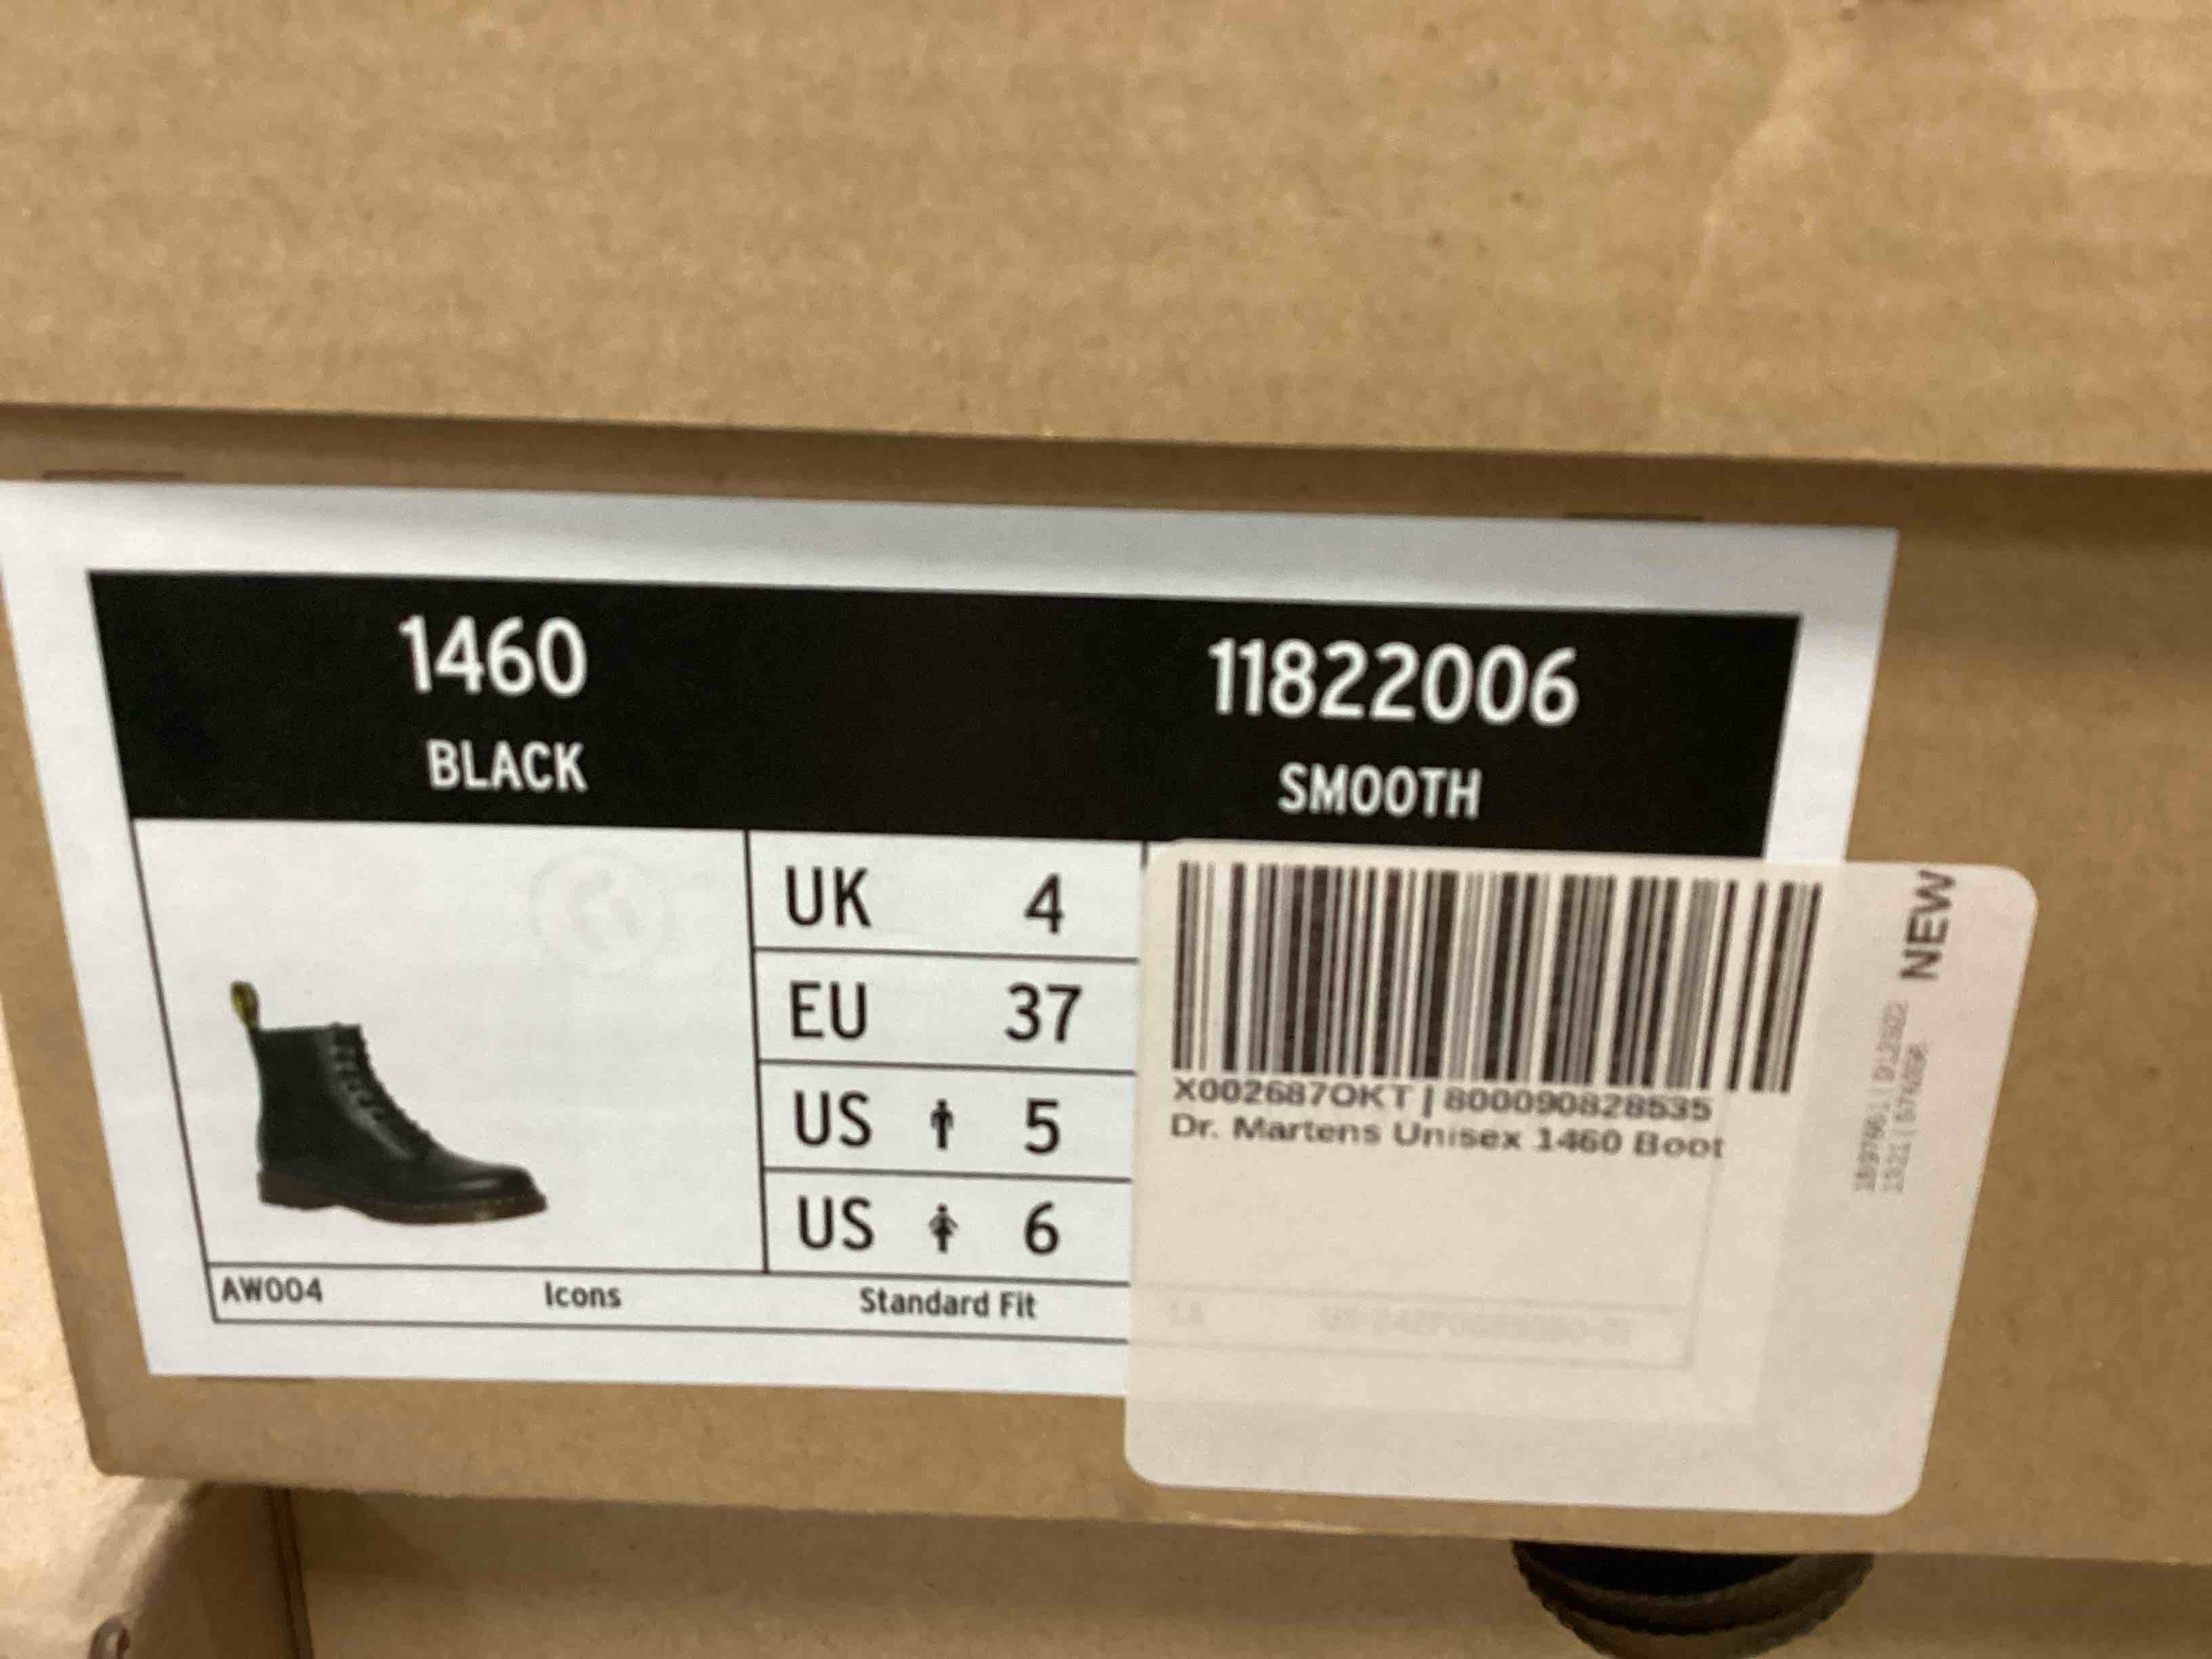 1460
BLACK
11822006
SMOOTH
UK 4
EU 37
US 5
US 6
AW004 Icons Standard Fit
X002687OKT | 800090828535
Dr. Martens Unisex 1460 Boot
NEW